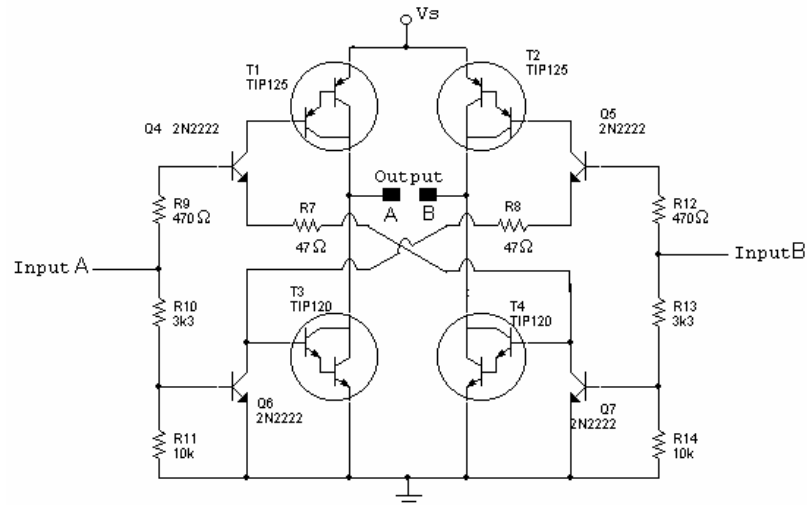 Vs
T1
TIP125
T2
TIP125
Q4 2N2222
Q5
2N2222
Output
A B
R9
470Ω
R7
47Ω
R8
47Ω
R12
470Ω
Input A
Input B
R10
3k3
T3
TIP120
T4
TIP120
R13
3k3
Q6
2N2222
Q7
2N2222
R11
10k
R14
10k